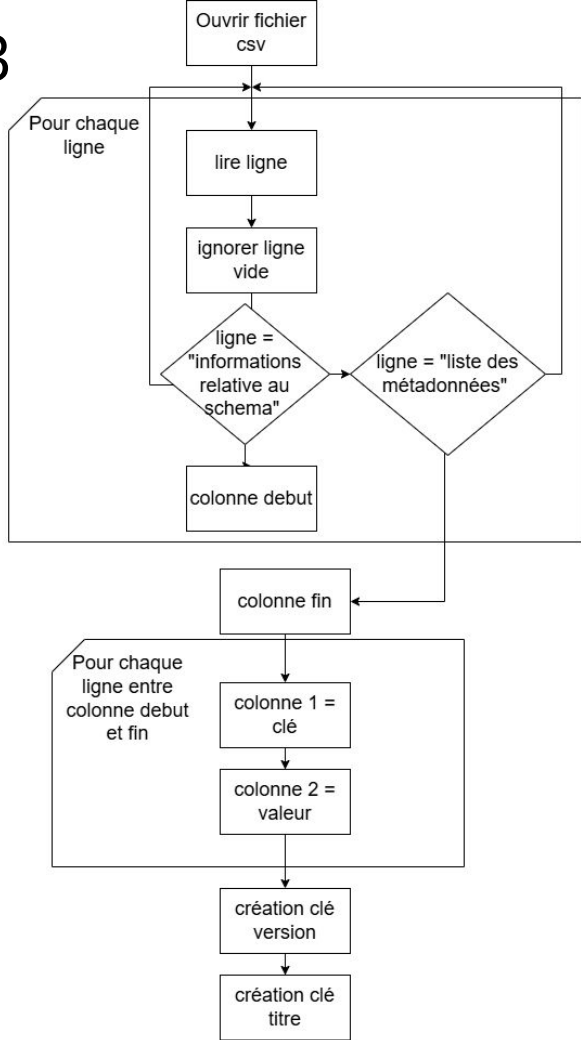 Ouvrir fichier
csv
Pour chaque
ligne
lire ligne
ignorer ligne
vide
ligne =
"informations
relative au
schema"
ligne = "liste des
métadonnées"
colonne debut
colonne fin
Pour chaque
ligne entre
colonne debut
et fin
colonne 1 =
clé
colonne 2 =
valeur
création clé
version
création clé
titre